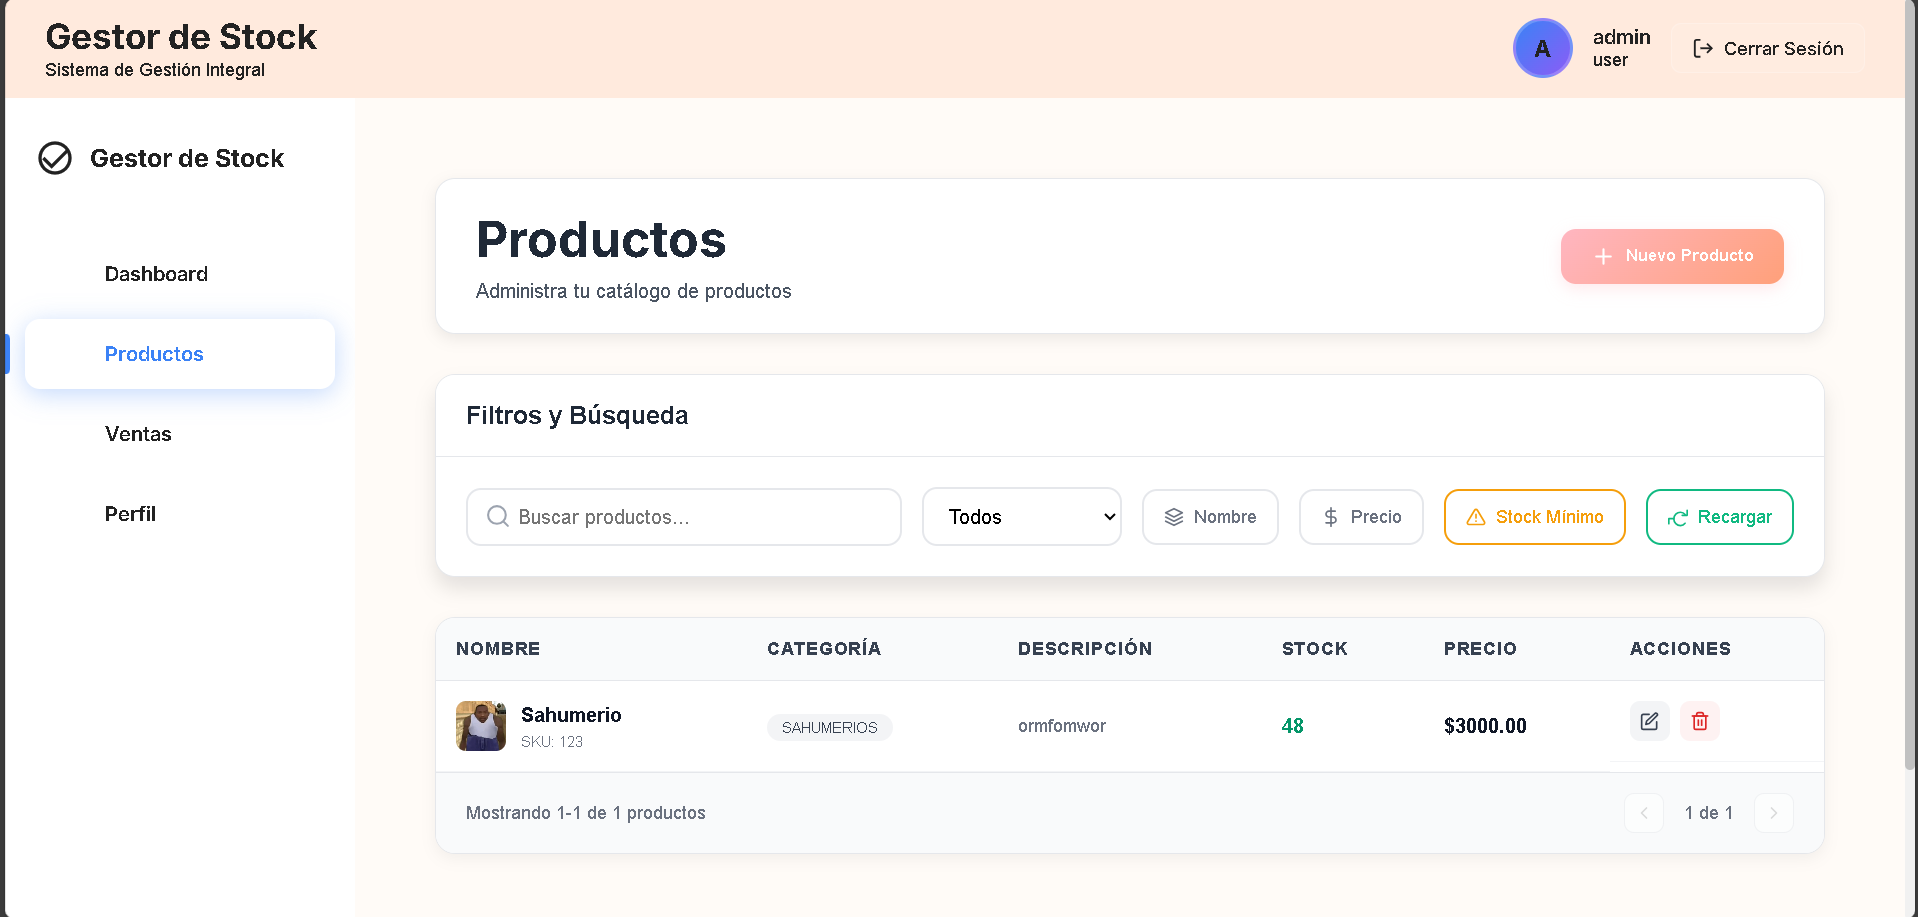 Gestor de Stock
Sistema de Gestión Integral
A
admin
user
Cerrar Sesión
Gestor de Stock
Dashboard
Productos
Ventas
Perfil
Productos
Administra tu catálogo de productos
Nuevo Producto
Filtros y Búsqueda
Buscar productos...
Todos
Nombre
$ Precio
Stock Mínimo
Recargar
NOMBRE CATEGORÍA DESCRIPCIÓN STOCK PRECIO ACCIONES
Sahumerio
SKU: 123
SAHUMERIOS
ormfomwor
48
$3000.00
Mostrando 1-1 de 1 productos
1 de 1